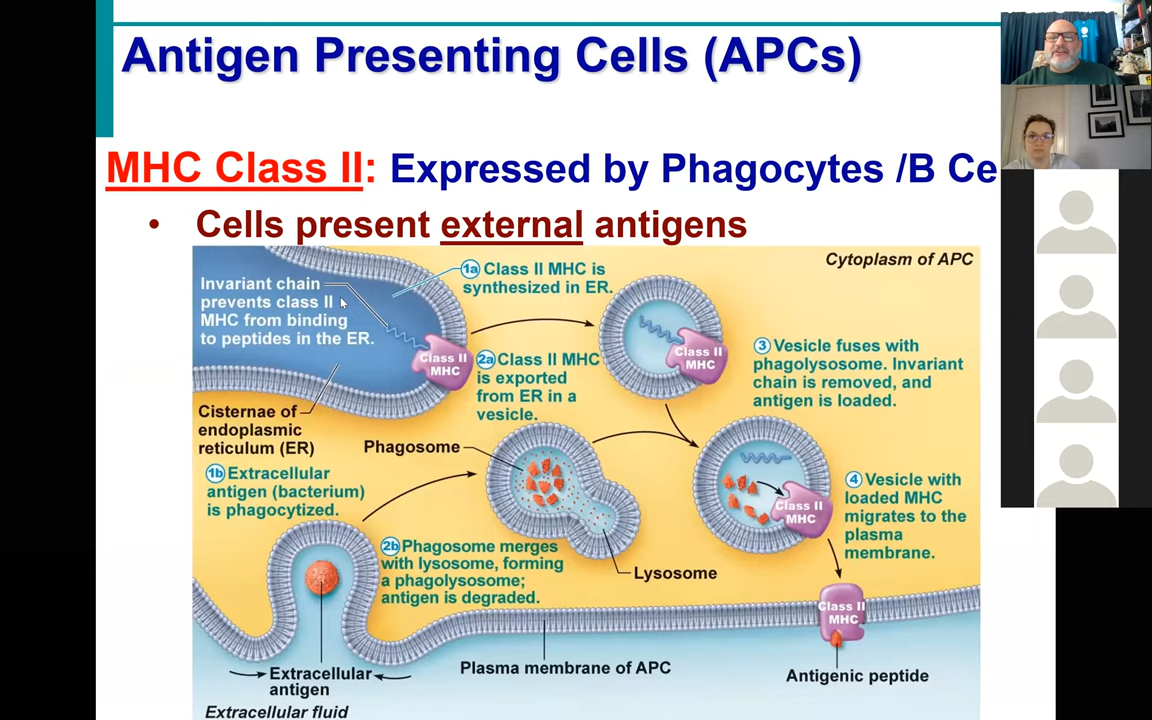 Antigen Presenting Cells (APCs)
MHC Class II: Expressed by Phagocytes /B Ce
• Cells present external antigens
Cytoplasm of APC
Invariant chain
prevents class II
MHC from binding
to peptides in the ER.
1a Class II MHC is
synthesized in ER.
Class II
MHC
Class II
MHC
2a Class II MHC
is exported
from ER in a
vesicle.
3 Vesicle fuses with
phagolysosome. Invariant
chain is removed, and
antigen is loaded.
Cisternae of
endoplasmic
reticulum (ER)
Phagosome
1b Extracellular
antigen (bacterium)
is phagocytized.
Class II
MHC
4 Vesicle with
loaded MHC
migrates to the
plasma
membrane.
2b Phagosome merges
with lysosome, forming
a phagolysosome;
antigen is degraded.
Lysosome
Class II
MHC
Extracellular
antigen
Plasma membrane of APC
Antigenic peptide
Extracellular fluid